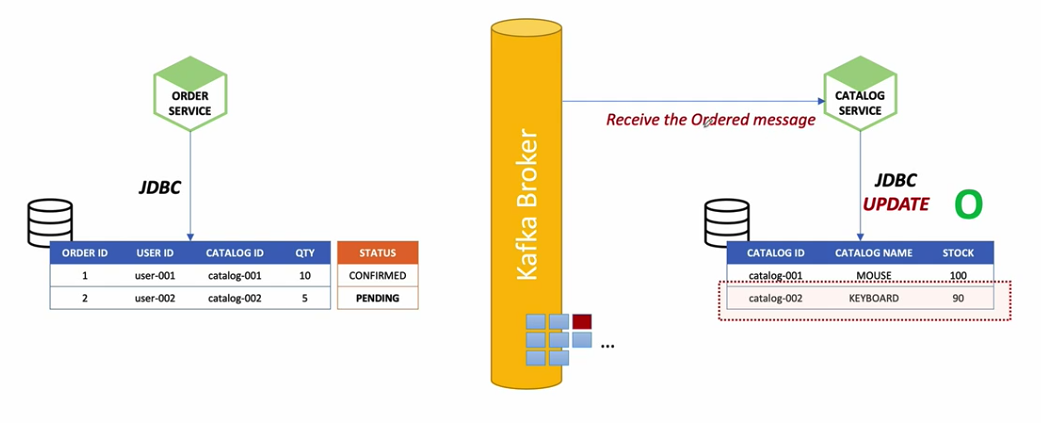 ORDER
SERVICE
JDBC
ORDER ID USER ID CATALOG ID QTY STATUS
1 user-001 catalog-001 10 CONFIRMED
2 user-002 catalog-002 5 PENDING
Kafka Broker
...
Receive the Ordered message
CATALOG
SERVICE
JDBC
UPDATE
O
CATALOG ID CATALOG NAME STOCK
catalog-001 MOUSE 100
catalog-002 KEYBOARD 90